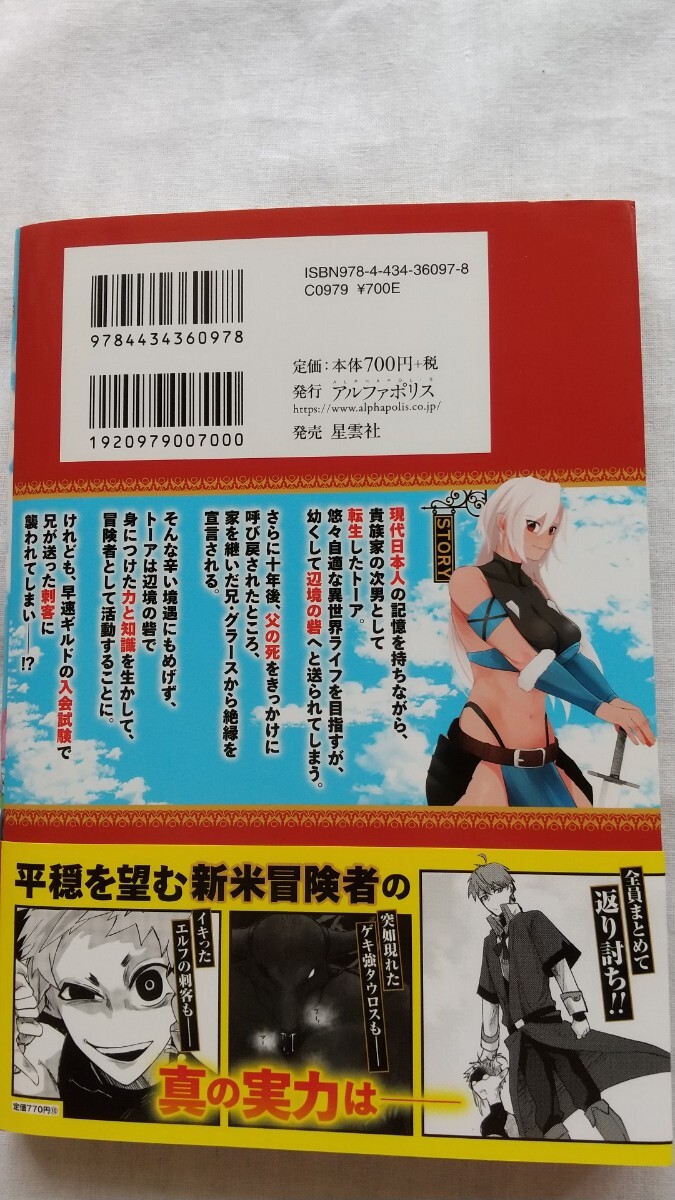 ISBN978-4-434-36097-8
C0979 ¥700E
9784434360978
定価：本体700円+税
発行 アルファポリス
ALPHAPOLIS
https://www.alphapolis.co.jp/
1920979007000
発売 星雲社
STORY
現代日本人の記憶を持ちながら、
貴族家の次男として
転生したトーア。
悠々自適な異世界ライフを目指すが、
幼くして辺境の砦へと送られてしまう。
さらに十年後、父の死をきっかけに
呼び戻されたところ、
家を継いだ兄・グラースから絶縁を
宣言される。
そんな辛い境遇にもめげず、
トーアは辺境の砦で
身につけた力と知識を生かして、
冒険者として活動することに。
けれども、早速ギルドの入会試験で
兄が送った刺客に
襲われてしまい――!?
平穏を望む新米冒険者の
イキった
エルフの刺客も――
突如現れた
ゲキ強タウロスも――
全員まとめて
返り討ち!!
真の実力は――
定価770円⑩